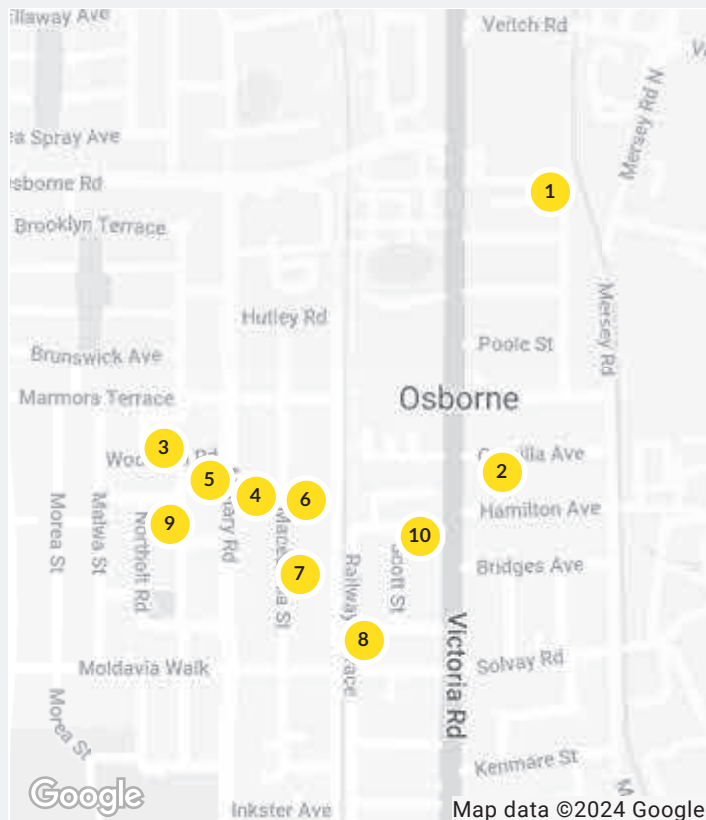 Veitch Rd
Mersey Rd N
Spray Ave
Brooklyn Terrace
1
Hutley Rd
Mersey Rd
Poole St
Brunswick Ave
Marmors Terrace
Osborne
3
Ave
2
5
4
6
Hamilton Ave
Morea St
Malwa St
Northolt Rd
9
Rd
10
7
Scott St
Bridges Ave
Railway
8
Victoria Rd
Moldavia Walk
Solvay Rd
Morea St
Kenmare St
Google
Inkster Ave
Map data ©2024 Google